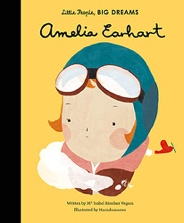 Little People, BIG DREAMS
Amelia Earhart
Written by Mª Isabel Sánchez Vegara
Illustrated by Mariadiamantes